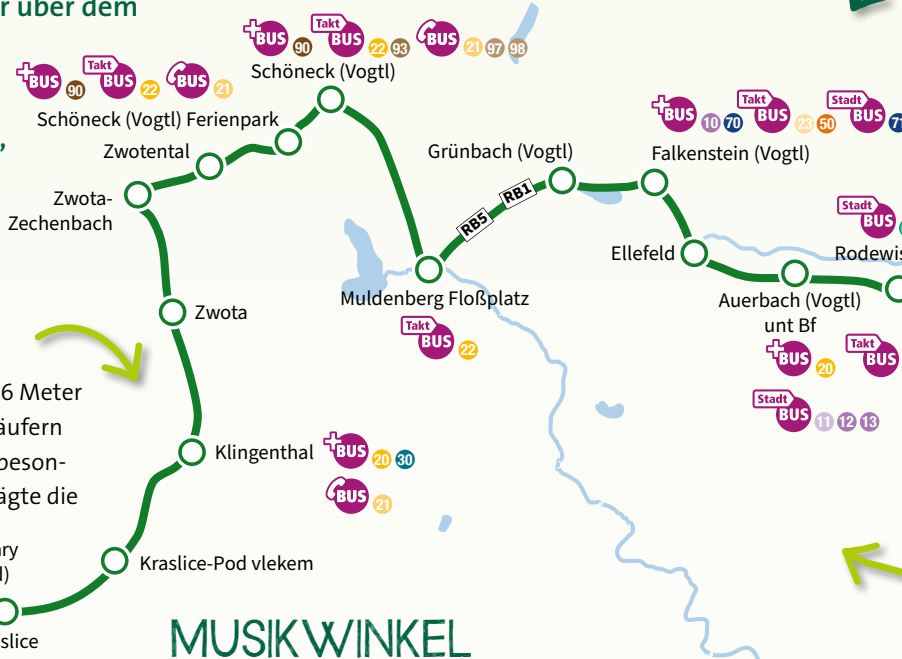 r über dem
+BUS 90 Takt BUS 22 93 BUS 21 97 98
Schöneck (Vogtl)
+BUS 90 Takt BUS 22 BUS 21
Schöneck (Vogtl) Ferienpark
+BUS 10 70 Takt BUS 23 50 Stadt BUS 71
Zwotental
Grünbach (Vogtl)
Falkenstein (Vogtl)
Zwota-
Zechenbach
RB5 RB1
Stadt BUS
Ellefeld
Rodewis
Muldenberg Floßplatz
Auerbach (Vogtl)
unt Bf
Zwota
Takt BUS 22
+BUS 20 Takt BUS
6 Meter
äufern
beson-
ägte die
Stadt BUS 11 12 13
Klingenthal +BUS 20 30
BUS 21
ary
)
Kraslice-Pod vlekem
slice
MUSIKWINKEL